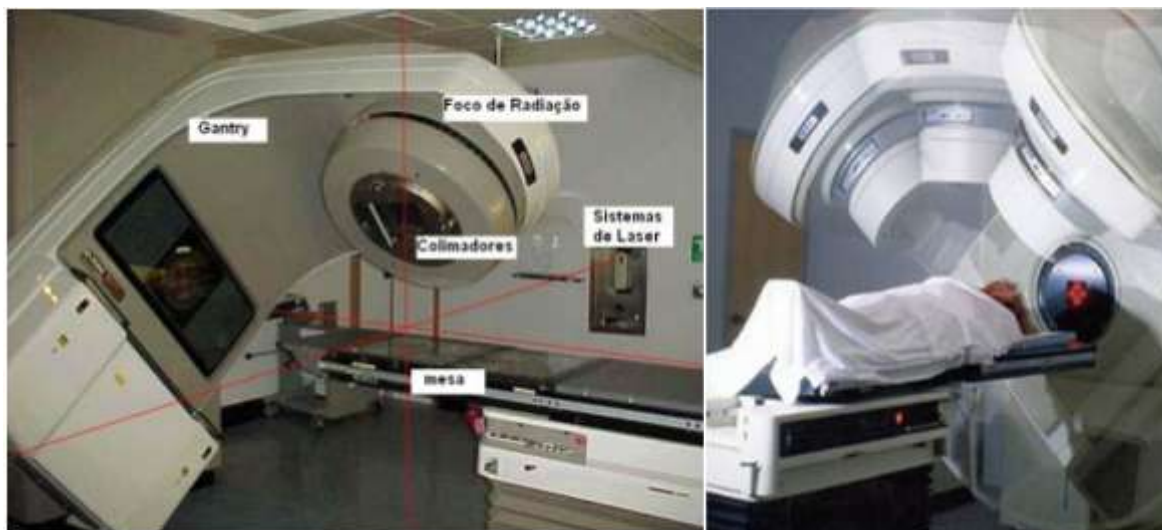 Foco de Radiação
Gantry
Sistemas
de Laser
Colimadores
mesa